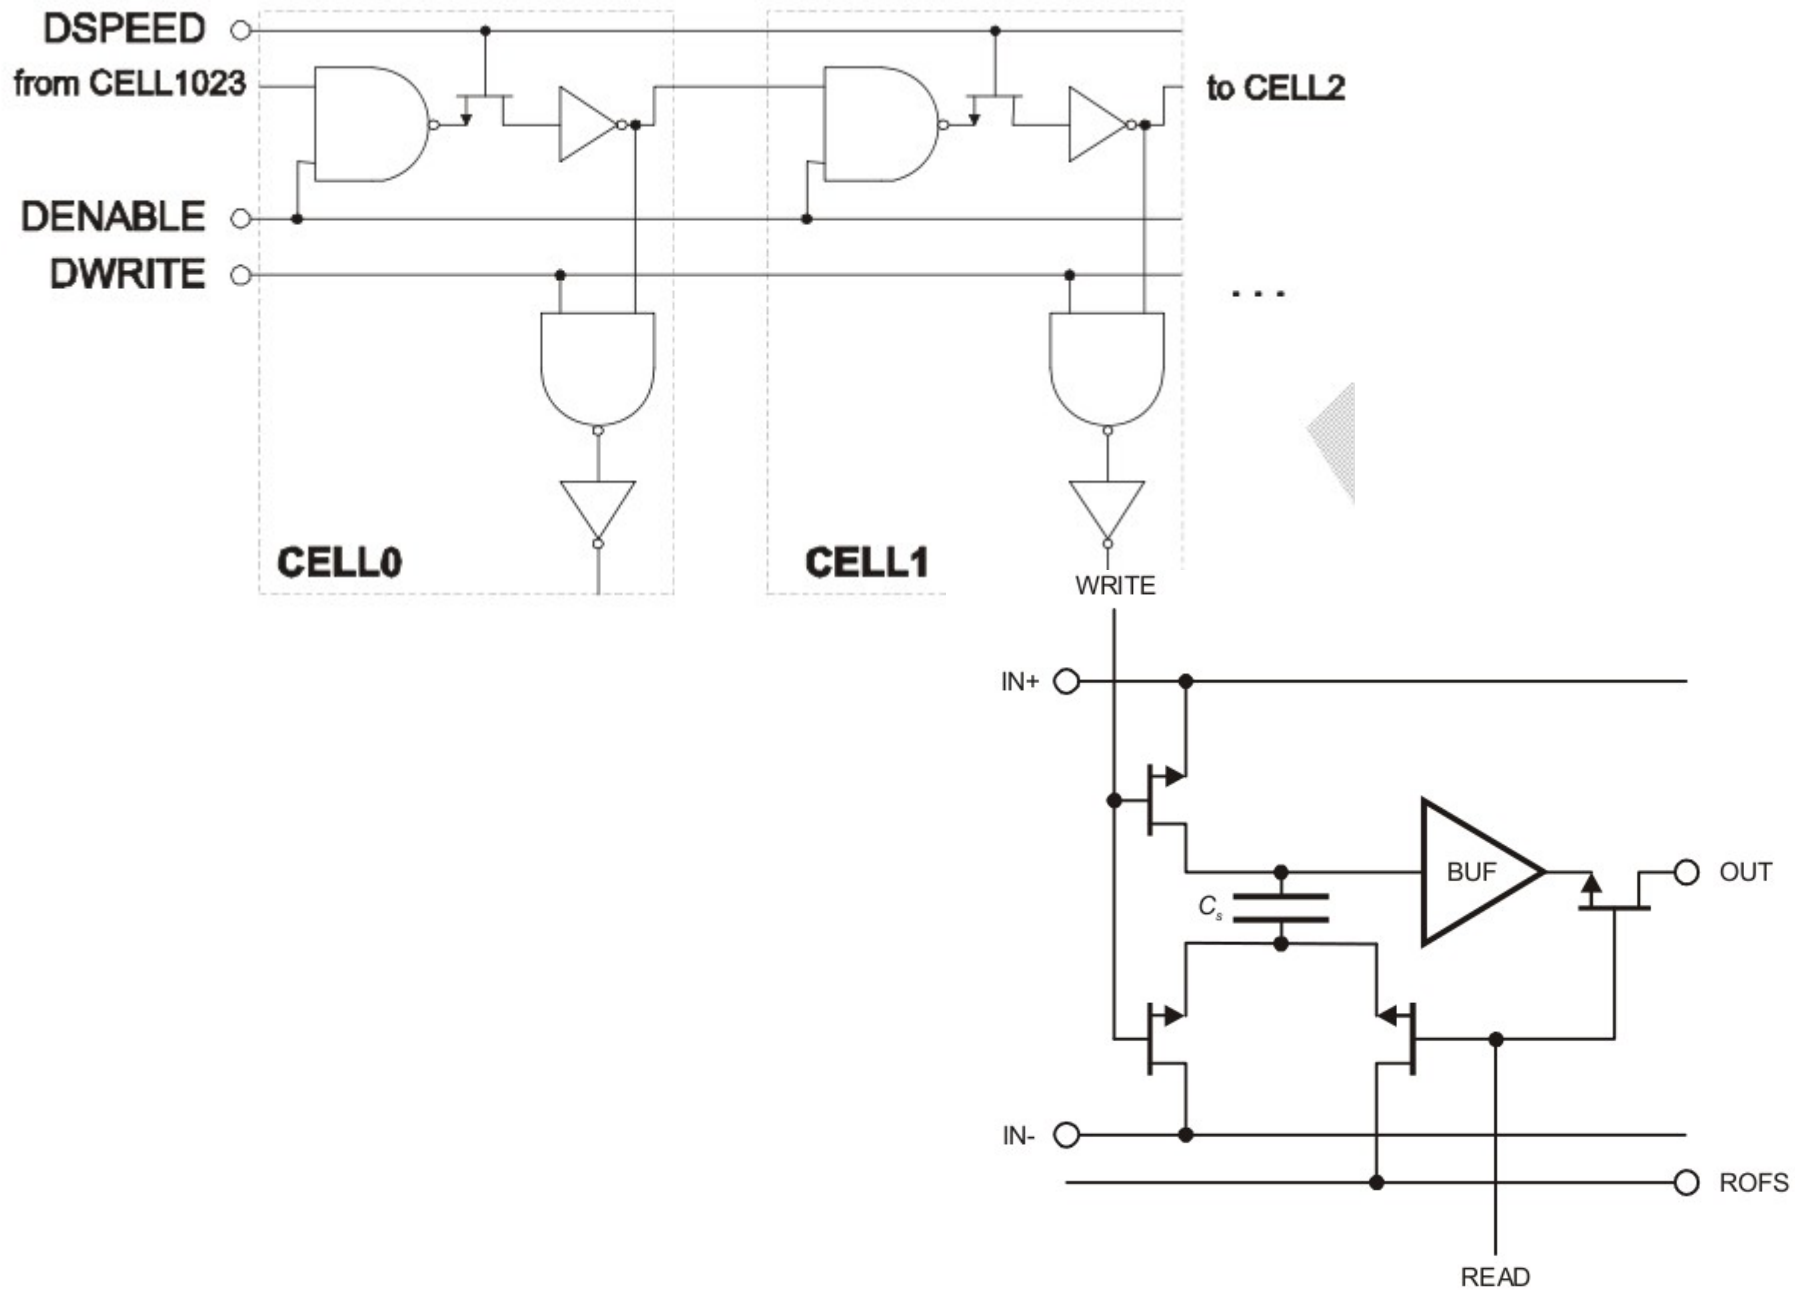 DSPEED
from CELL1023
to CELL2
DENABLE
DWRITE
. . .
CELL0
CELL1
WRITE
IN+
BUF
OUT
Cs
IN-
ROFS
READ